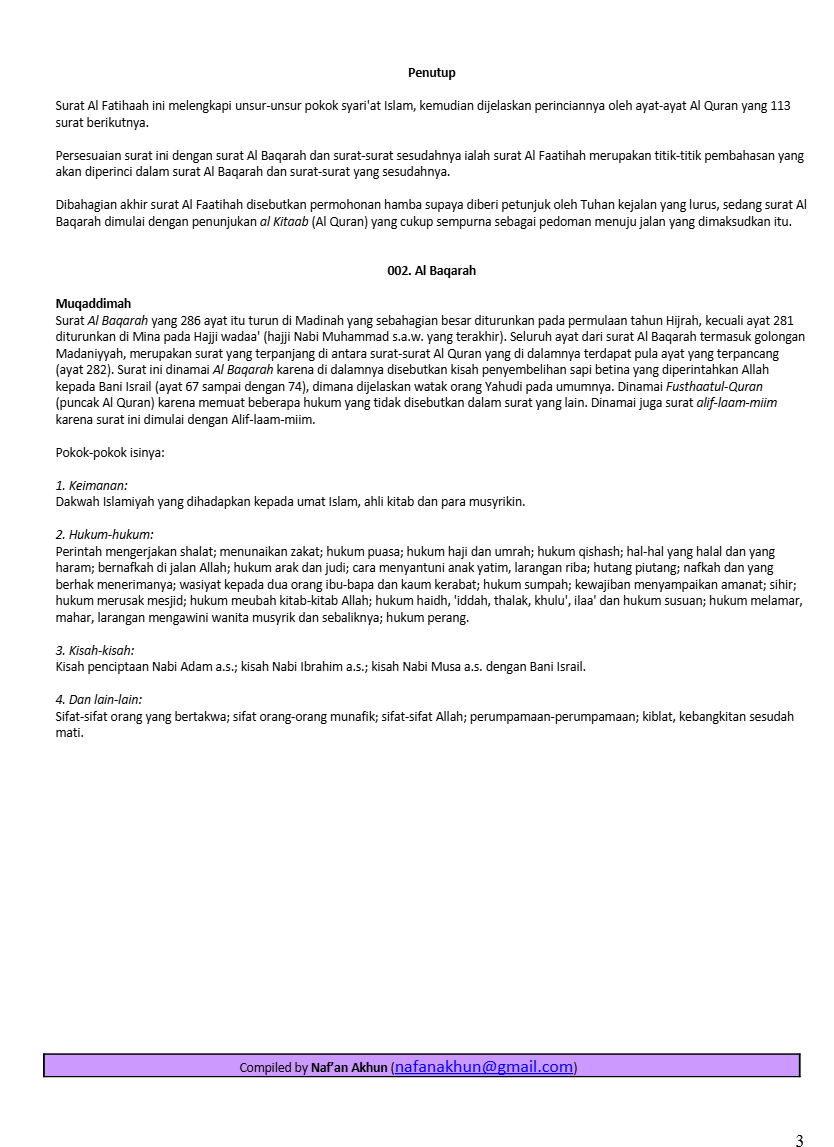 Penutup
Surat Al Fatihaah ini melengkapi unsur-unsur pokok syari'at Islam, kemudian dijelaskan perinciannya oleh ayat-ayat Al Quran yang 113
surat berikutnya.
Persesuaian surat ini dengan surat Al Baqarah dan surat-surat sesudahnya ialah surat Al Faatihah merupakan titik-titik pembahasan yang
akan diperinci dalam surat Al Baqarah dan surat-surat yang sesudahnya.
Dibahagian akhir surat Al Faatihah disebutkan permohonan hamba supaya diberi petunjuk oleh Tuhan kejalan yang lurus, sedang surat Al
Baqarah dimulai dengan penunjukan al Kitaab (Al Quran) yang cukup sempurna sebagai pedoman menuju jalan yang dimaksudkan itu.
002. Al Baqarah
Muqaddimah
Surat Al Baqarah yang 286 ayat itu turun di Madinah yang sebahagian besar diturunkan pada permulaan tahun Hijrah, kecuali ayat 281
diturunkan di Mina pada Hajji wadaa' (hajji Nabi Muhammad s.a.w. yang terakhir). Seluruh ayat dari surat Al Baqarah termasuk golongan
Madaniyyah, merupakan surat yang terpanjang di antara surat-surat Al Quran yang di dalamnya terdapat pula ayat yang terpancang
(ayat 282). Surat ini dinamai Al Baqarah karena di dalamnya disebutkan kisah penyembelihan sapi betina yang diperintahkan Allah
kepada Bani Israil (ayat 67 sampai dengan 74), dimana dijelaskan watak orang Yahudi pada umumnya. Dinamai Fusthaatul-Quran
(puncak Al Quran) karena memuat beberapa hukum yang tidak disebutkan dalam surat yang lain. Dinamai juga surat alif-laam-miim
karena surat ini dimulai dengan Alif-laam-miim.
Pokok-pokok isinya:
1. Keimanan:
Dakwah Islamiyah yang dihadapkan kepada umat Islam, ahli kitab dan para musyrikin.
2. Hukum-hukum:
Perintah mengerjakan shalat; menunaikan zakat; hukum puasa; hukum haji dan umrah; hukum qishash; hal-hal yang halal dan yang
haram; bernafkah di jalan Allah; hukum arak dan judi; cara menyantuni anak yatim, larangan riba; hutang piutang; nafkah dan yang
berhak menerimanya; wasiyat kepada dua orang ibu-bapa dan kaum kerabat; hukum sumpah; kewajiban menyampaikan amanat; sihir;
hukum merusak mesjid; hukum meubah kitab-kitab Allah; hukum haidh, 'iddah, thalak, khulu', ilaa' dan hukum susuan; hukum melamar,
mahar, larangan mengawini wanita musyrik dan sebaliknya; hukum perang.
3. Kisah-kisah:
Kisah penciptaan Nabi Adam a.s.; kisah Nabi Ibrahim a.s.; kisah Nabi Musa a.s. dengan Bani Israil.
4. Dan lain-lain:
Sifat-sifat orang yang bertakwa; sifat orang-orang munafik; sifat-sifat Allah; perumpamaan-perumpamaan; kiblat, kebangkitan sesudah
mati.
Compiled by Naf’an Akhun (nafanakhun@gmail.com)
3